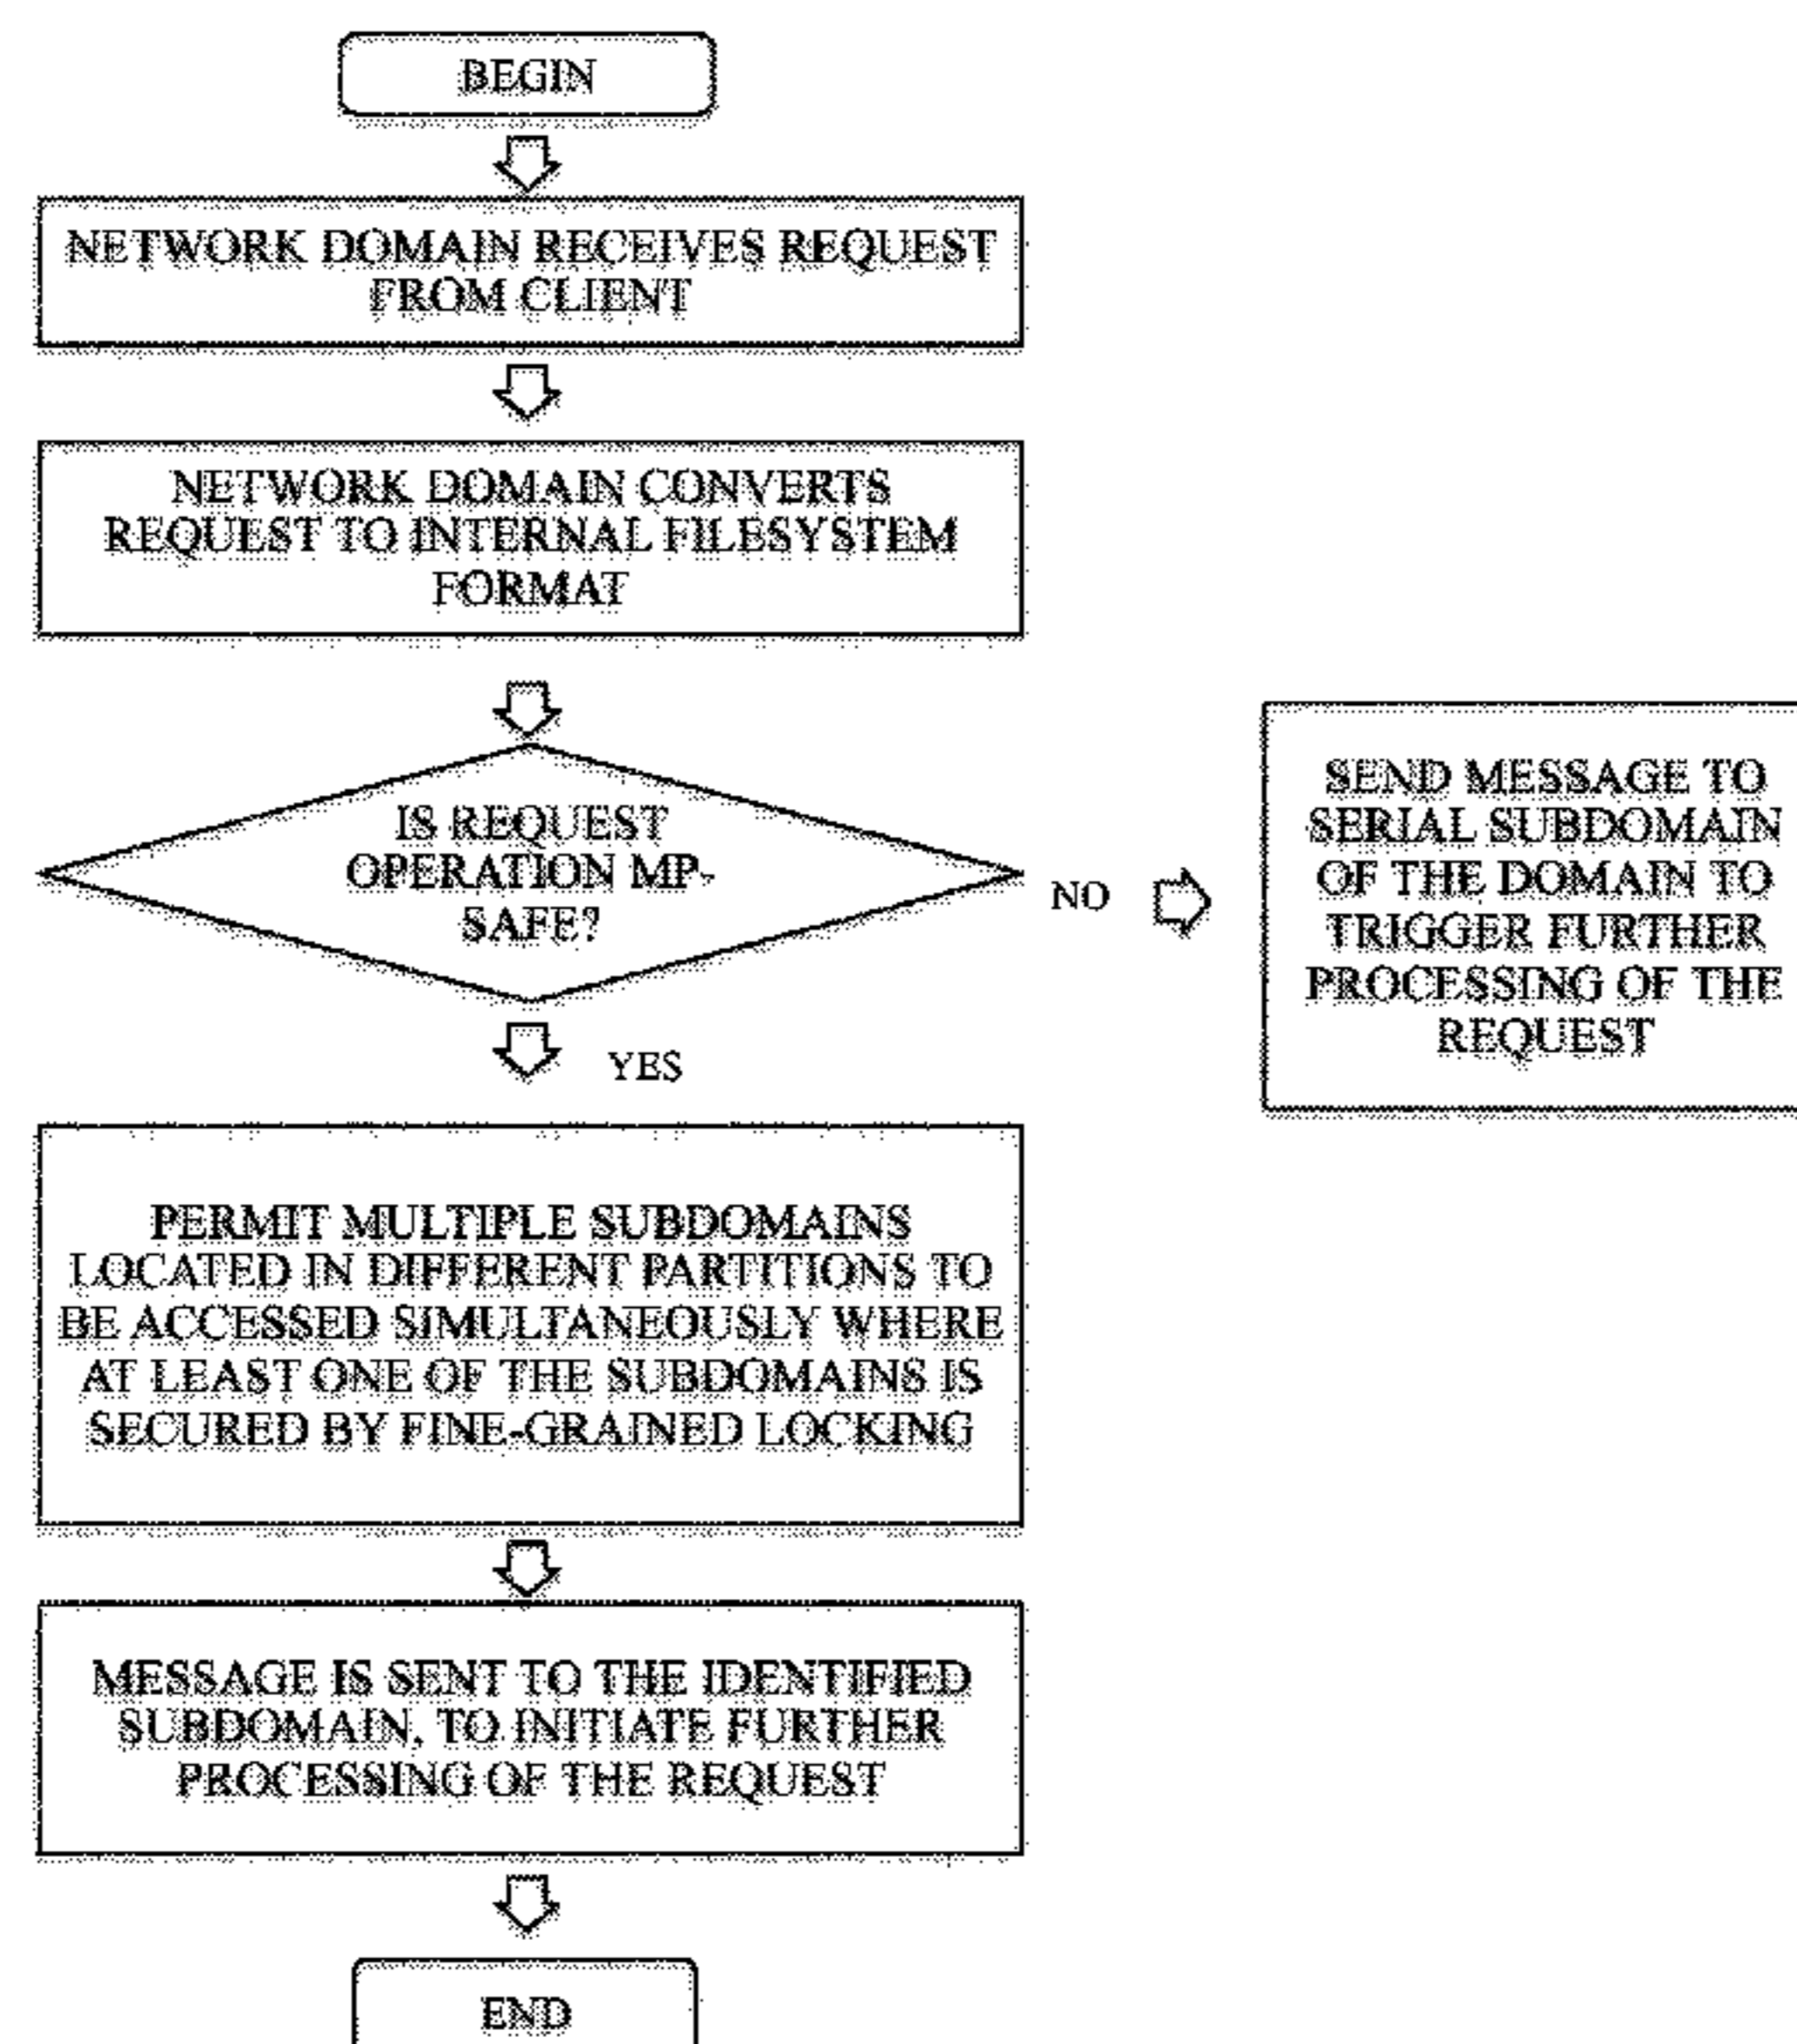 BEGIN
NETWORK DOMAIN RECEIVES REQUEST
FROM CLIENT
NETWORK DOMAIN CONVERTS
REQUEST TO INTERNAL FILESYSTEM
FORMAT
IS REQUEST
OPERATION MP-
SAFE?
NO
SEND MESSAGE TO
SERIAL SUBDOMAIN
OF THE DOMAIN TO
TRIGGER FURTHER
PROCESSING OF THE
REQUEST
YES
PERMIT MULTIPLE SUBDOMAINS
LOCATED IN DIFFERENT PARTITIONS TO
BE ACCESSED SIMULTANEOUSLY WHERE
AT LEAST ONE OF THE SUBDOMAINS IS
SECURED BY FINE-GRAINED LOCKING
MESSAGE IS SENT TO THE IDENTIFIED
SUBDOMAIN, TO INITIATE FURTHER
PROCESSING OF THE REQUEST
END